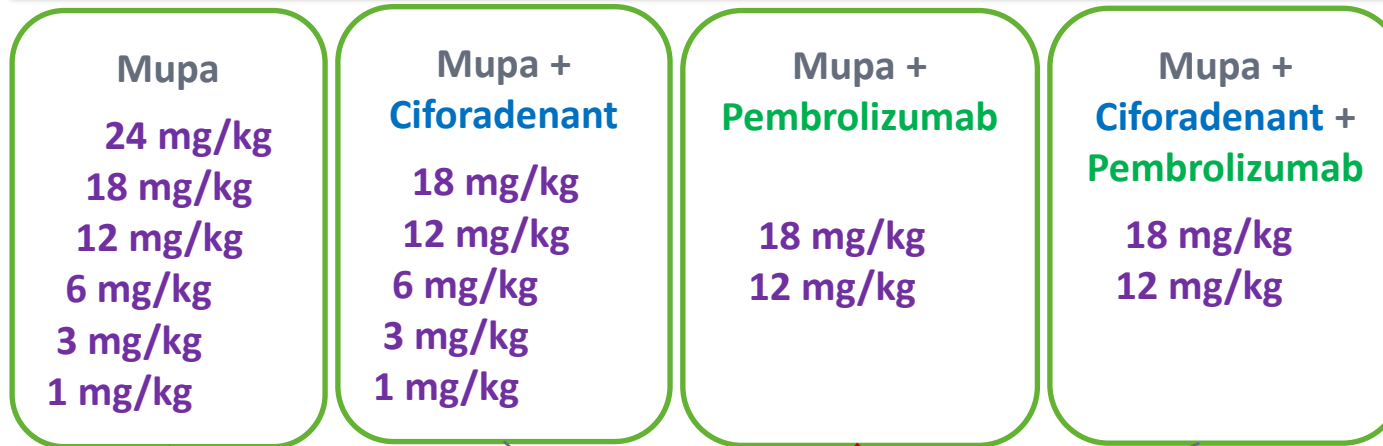 Mupa
24 mg/kg
18 mg/kg
12 mg/kg
6 mg/kg
3 mg/kg
1 mg/kg
Mupa +
Ciforadenant
18 mg/kg
12 mg/kg
6 mg/kg
3 mg/kg
1 mg/kg
Mupa +
Pembrolizumab
18 mg/kg
12 mg/kg
Mupa +
Ciforadenant +
Pembrolizumab
18 mg/kg
12 mg/kg